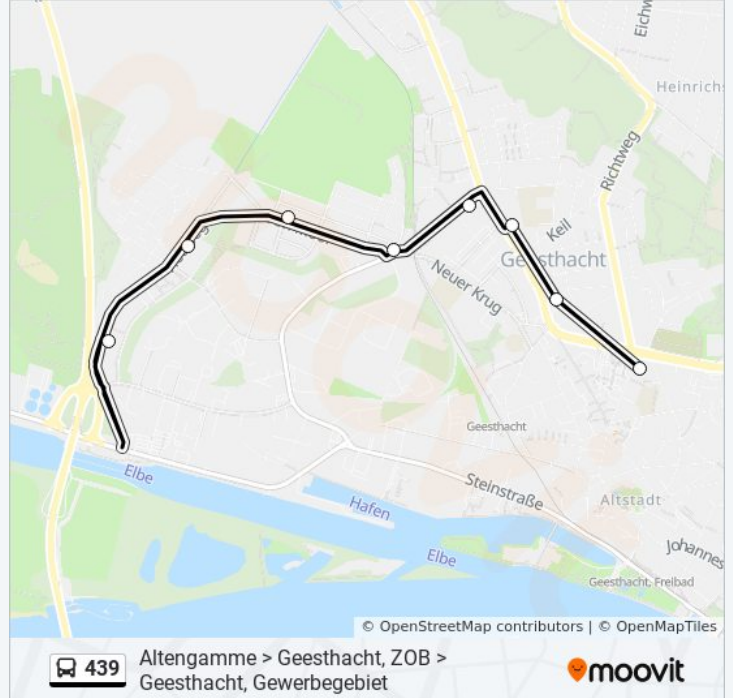 Eichw
Heinrichs
Richtweg
Keil
Geesthacht
Neuer Krug
Geesthacht
Elbe
Steinstraße
Altstadt
Hafen
Johannes
Elbe
Geesthacht, Freibad
© OpenStreetMap contributors | © OpenMapTiles
439
Altengamme > Geesthacht, ZOB >
Geesthacht, Gewerbegebiet
moovit